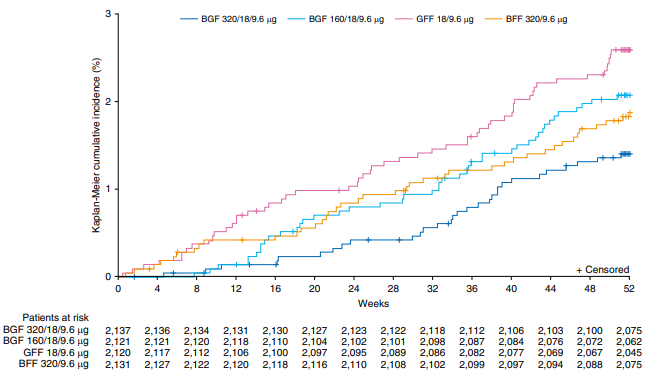 BGF 320/18/9.6 µg BGF 160/18/9.6 µg GFF 18/9.6 µg BFF 320/9.6 µg
Kaplan-Meier cumulative incidence (%)
3
2
1
0
+ Censored
0 4 8 12 16 20 24 28 32 36 40 44 48 52
Weeks
Patients at risk
BGF 320/18/9.6 µg 2,137 2,136 2,134 2,131 2,130 2,127 2,123 2,122 2,118 2,112 2,106 2,103 2,100 2,075
BGF 160/18/9.6 µg 2,121 2,121 2,120 2,118 2,110 2,104 2,102 2,101 2,098 2,087 2,084 2,076 2,072 2,062
GFF 18/9.6 µg 2,120 2,117 2,112 2,106 2,100 2,097 2,095 2,089 2,086 2,082 2,077 2,069 2,067 2,045
BFF 320/9.6 µg 2,131 2,127 2,122 2,120 2,118 2,116 2,110 2,108 2,102 2,099 2,097 2,094 2,088 2,075